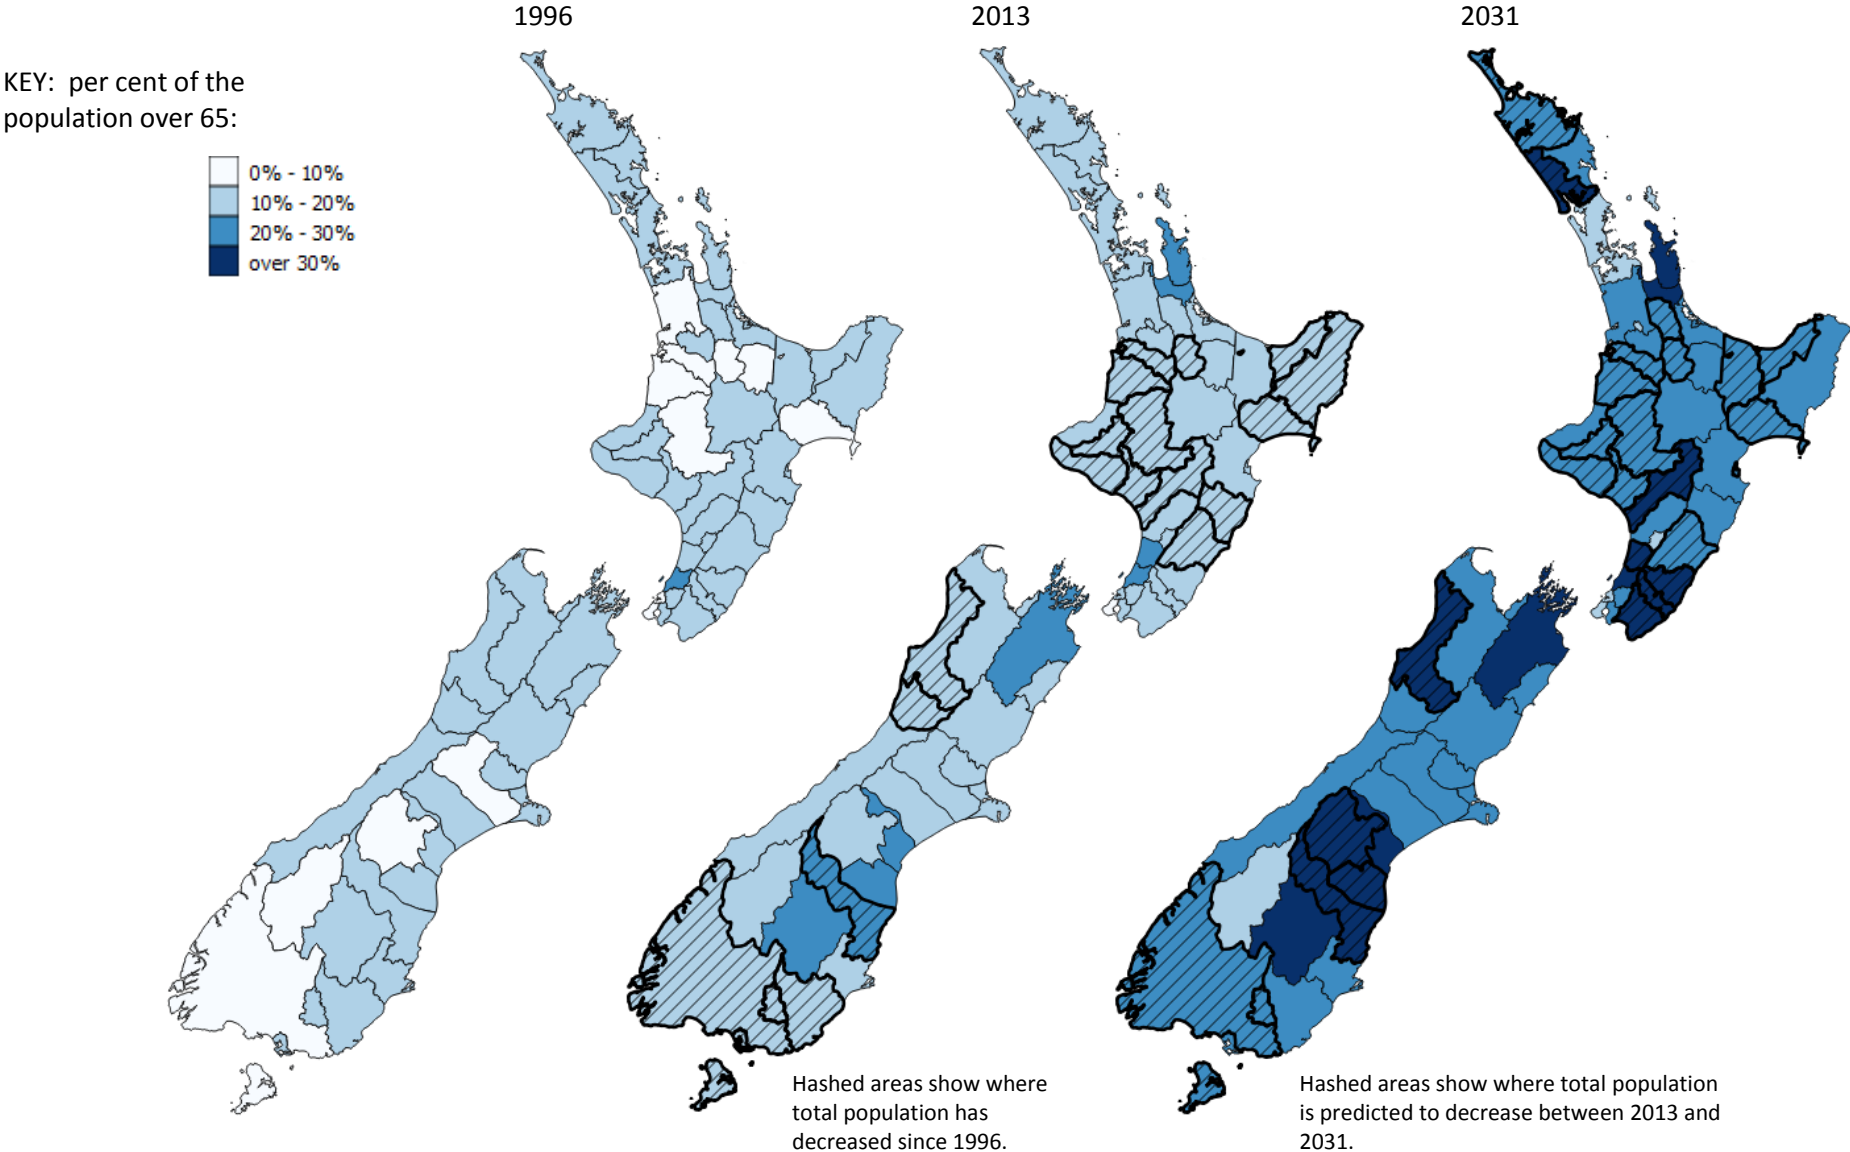 1996
2013
2031
KEY:  per cent of the
population over 65:
0% - 10%
10% - 20%
20% - 30%
over 30%
Hashed areas show where
total population has
decreased since 1996.
Hashed areas show where total population
is predicted to decrease between 2013 and
2031.